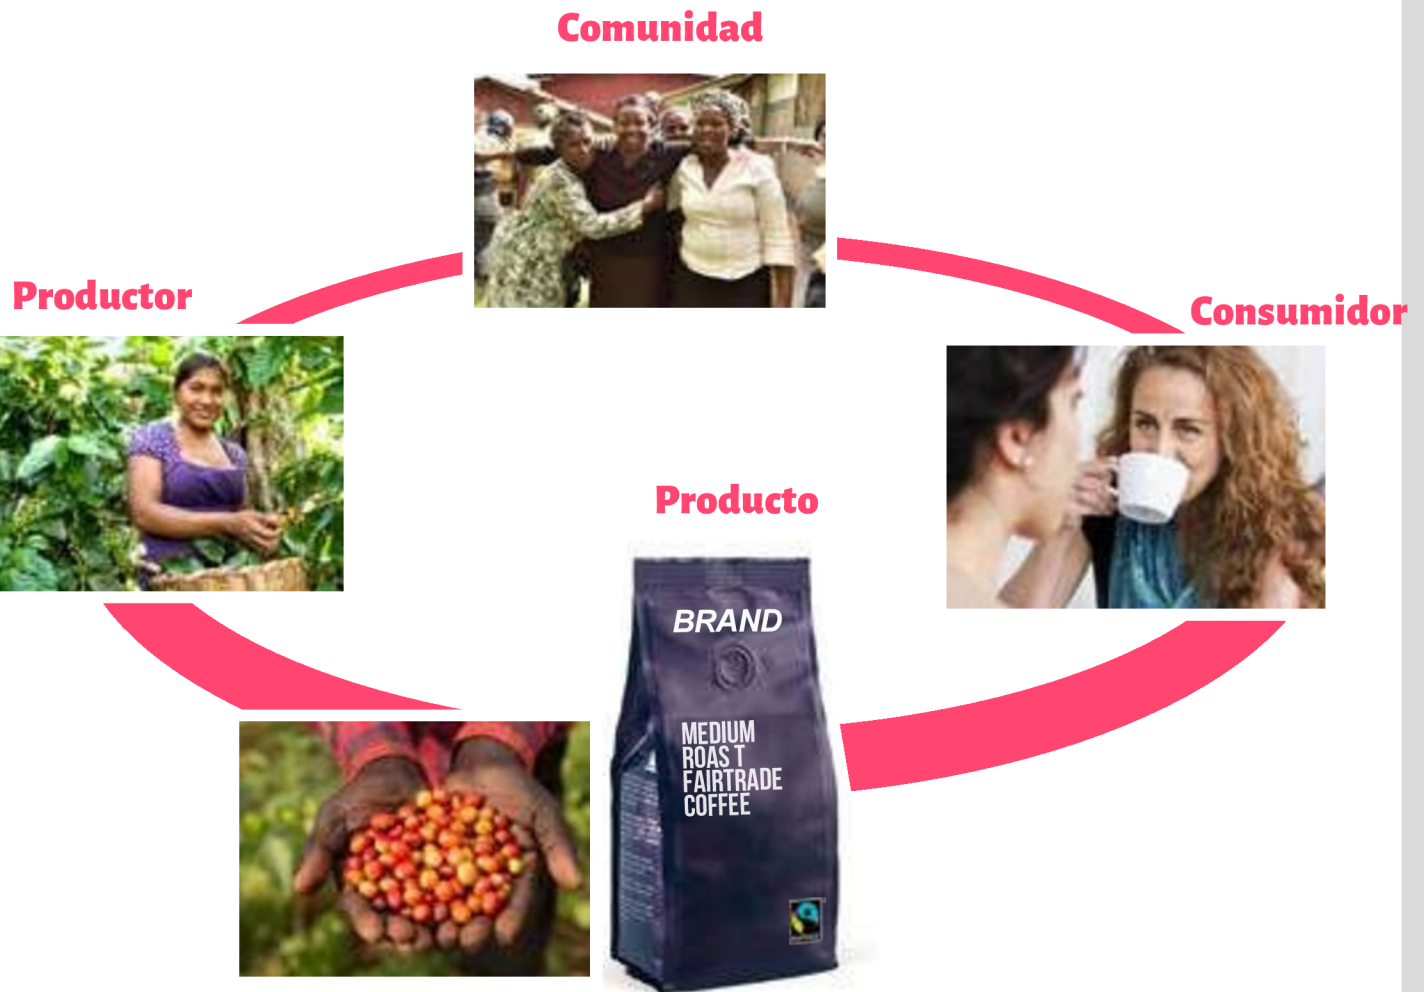 Comunidad
Productor
Consumidor
Producto
BRAND
MEDIUM
ROAS T
FAIRTRADE
COFFEE